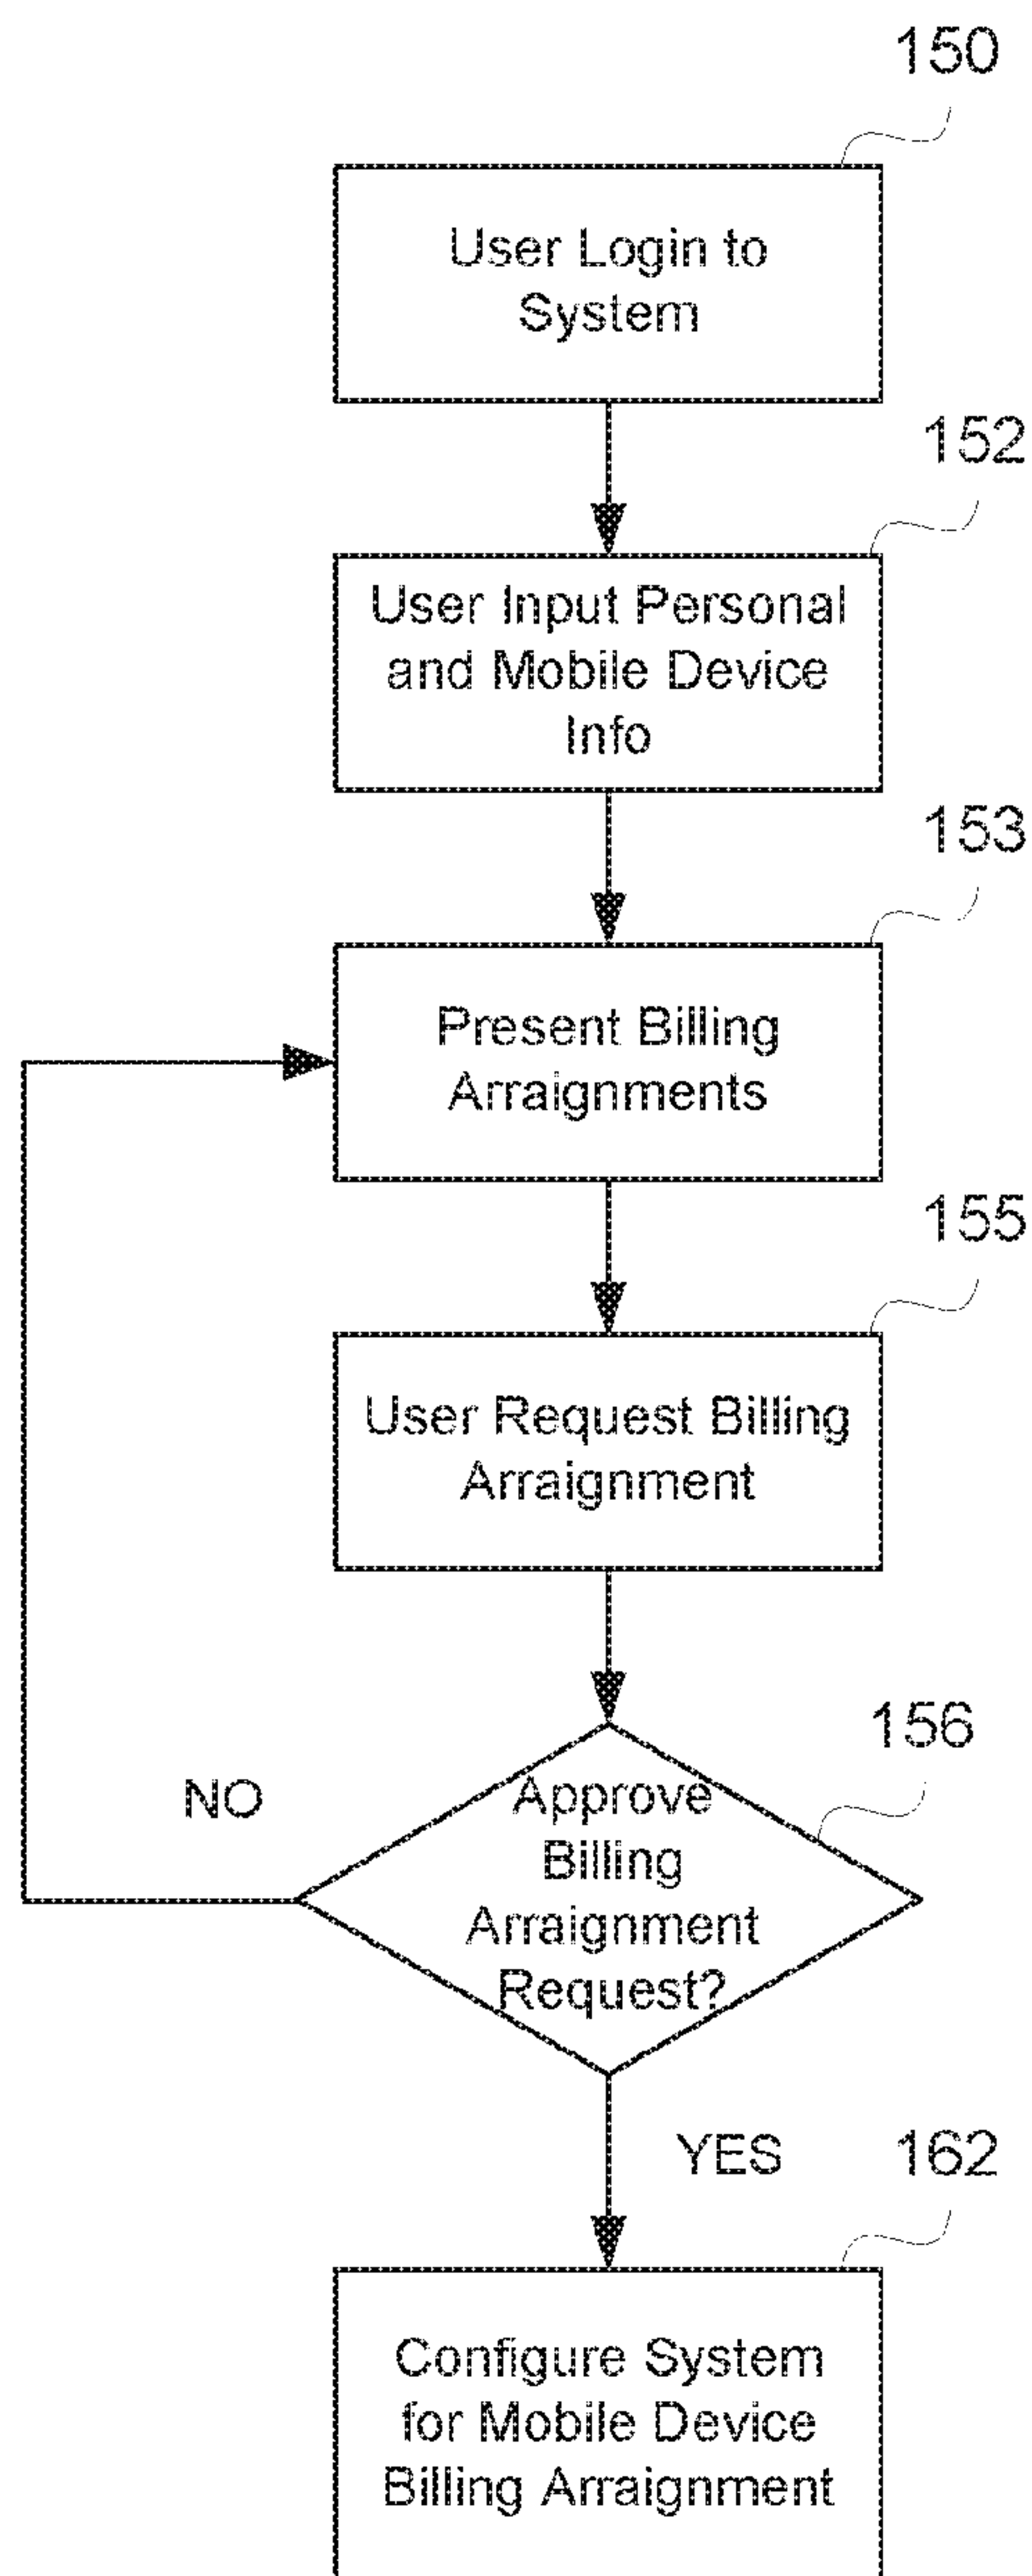 150
User Login to
System
152
User Input Personal
and Mobile Device
Info
153
Present Billing
Arraignments
155
User Request Billing
Arraignment
156
NO
Approve
Billing
Arraignment
Request?
YES
162
Configure System
for Mobile Device
Billing Arraignment